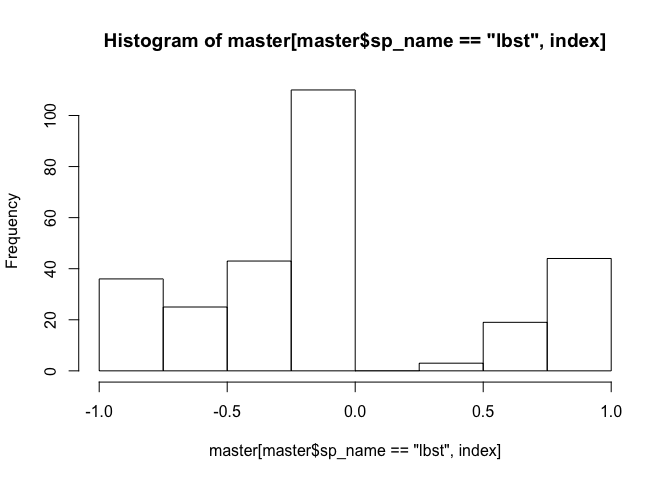 Histogram of master[master$sp_name == "lbst", index]
Frequency
100
80
60
40
20
0
-1.0 -0.5 0.0 0.5 1.0
master[master$sp_name == "lbst", index]